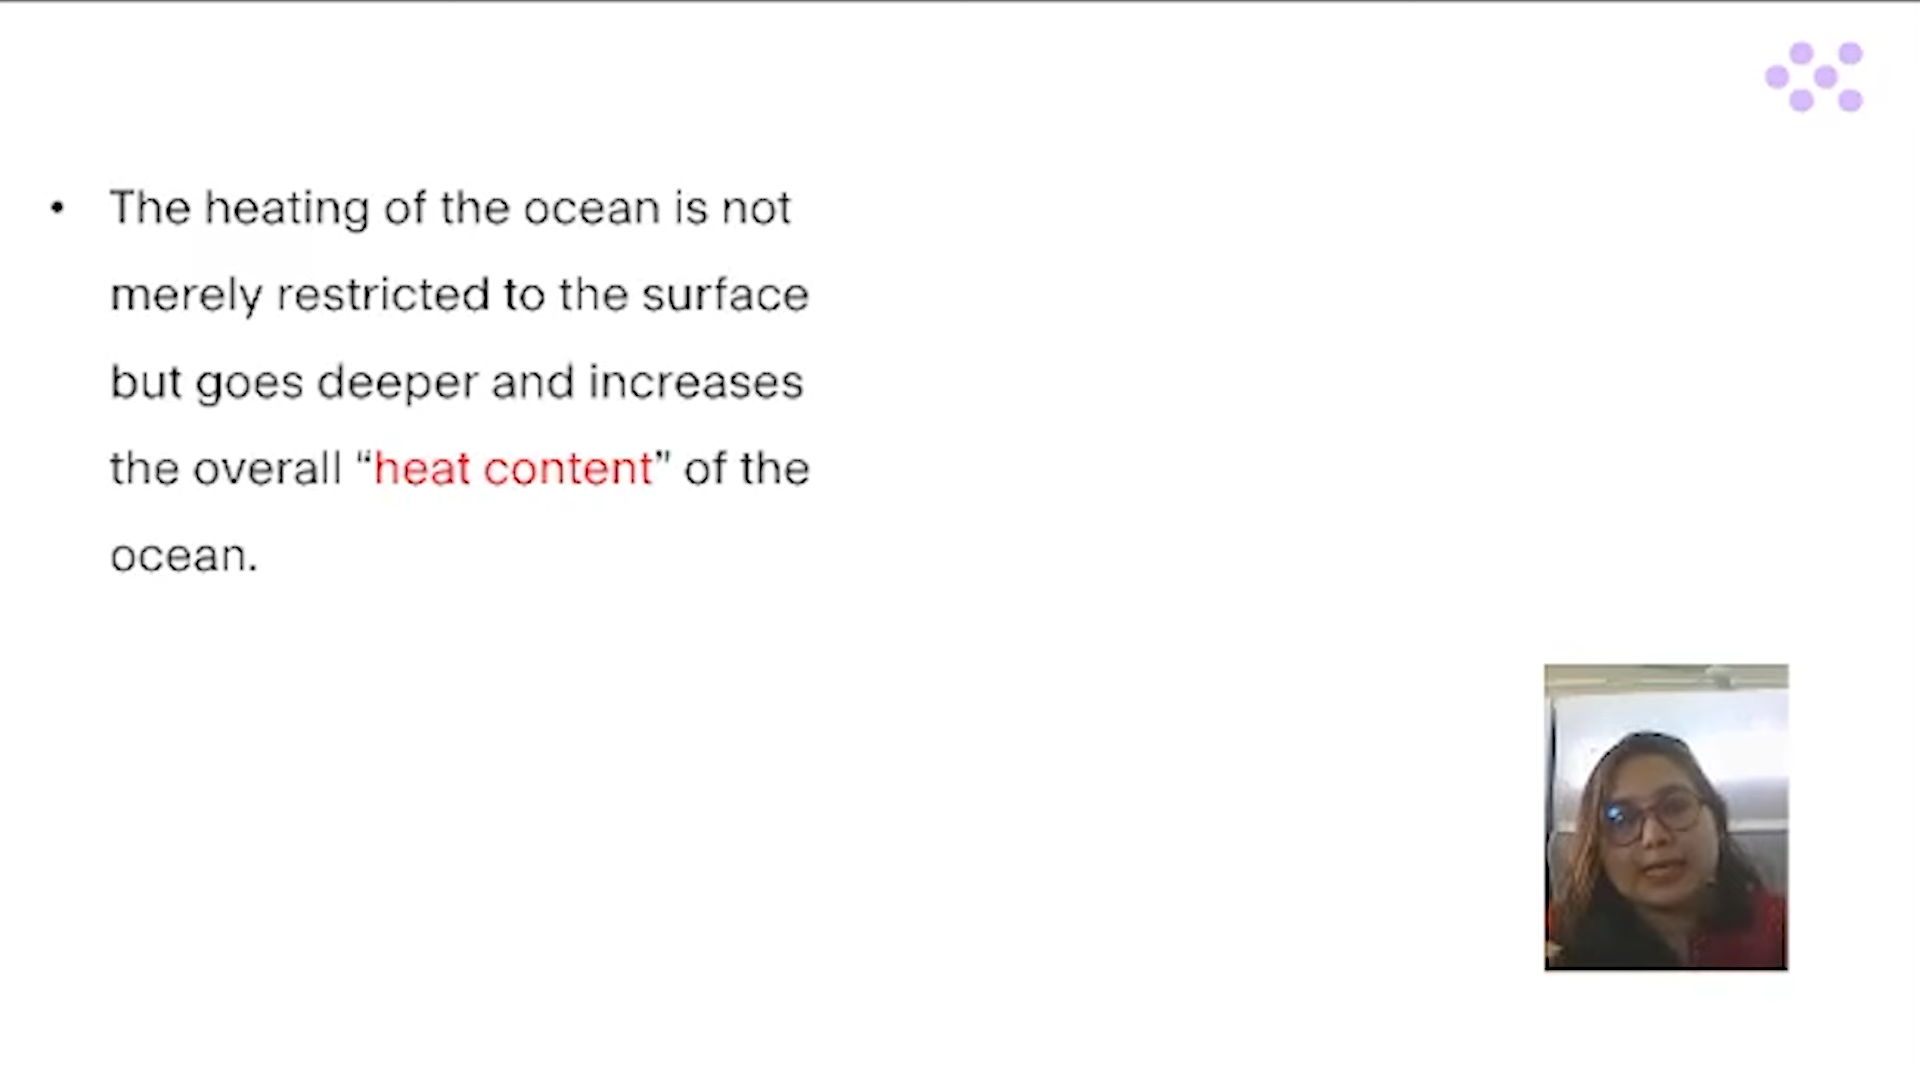 • The heating of the ocean is not
merely restricted to the surface
but goes deeper and increases
the overall “heat content” of the
ocean.